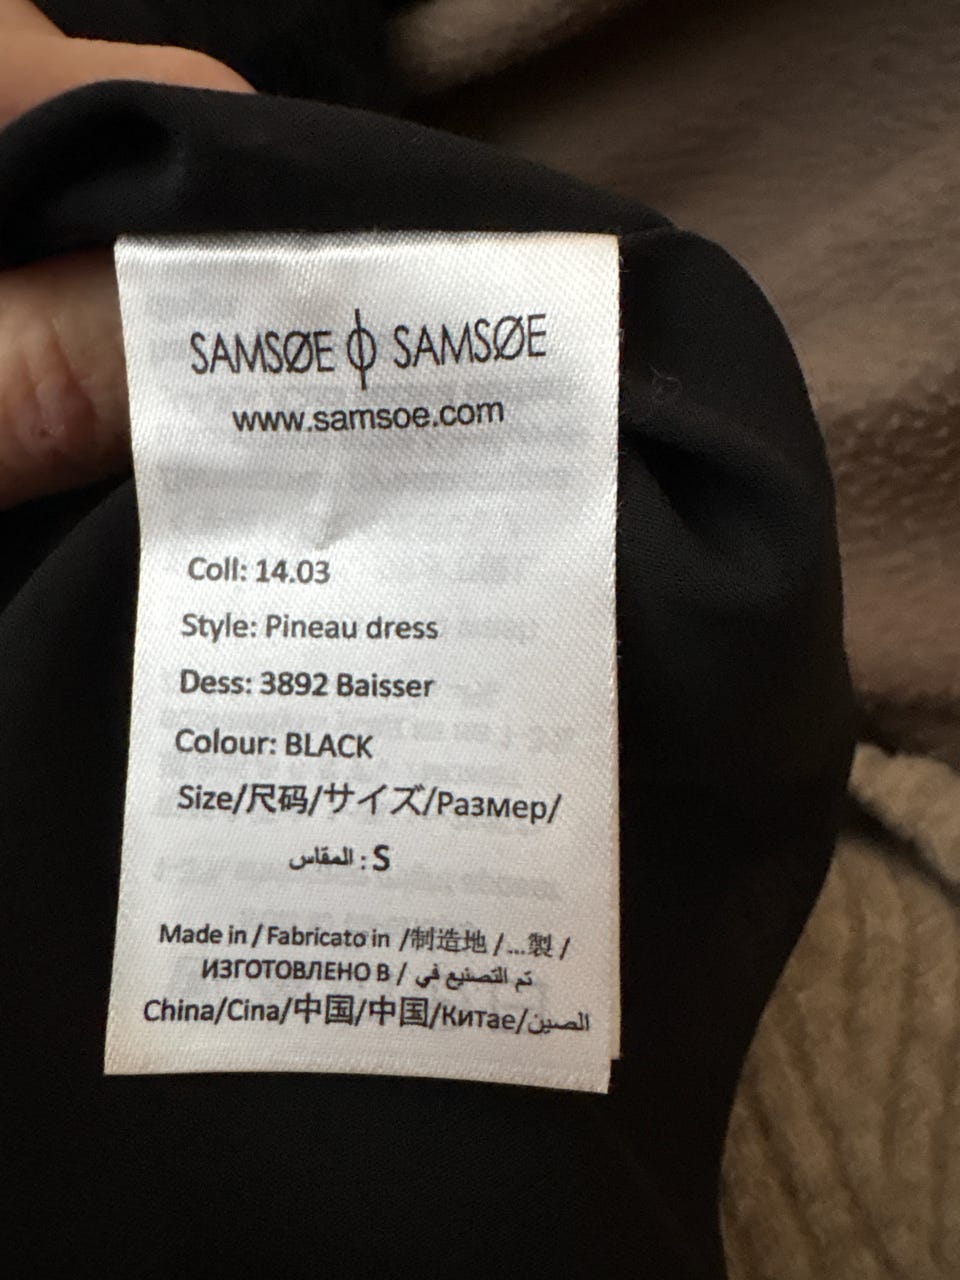 SAMSØE ϕ SAMSØE
www.samsoe.com
Coll: 14.03
Style: Pineau dress
Dess: 3892 Baisser
Colour: BLACK
Size/尺码/サイズ/Размер/
المقاس : S
Made in / Fabricato in /制造地 /...製 /
ИЗГОТОВЛЕНО В / تم التصنيع في
China/Cina/中国/中国/Китае/الصين